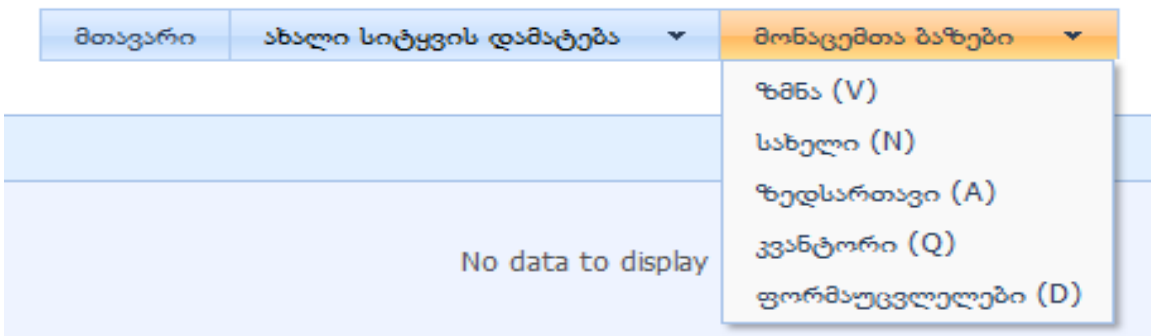 მთავარი
ახალი სიტყვის დამატება
მონაცემთა ბაზები
ზმნა (V)
სახელი (N)
ზედსართავი (A)
კვანტორი (Q)
ფორმაუცვლელები (D)
No data to display